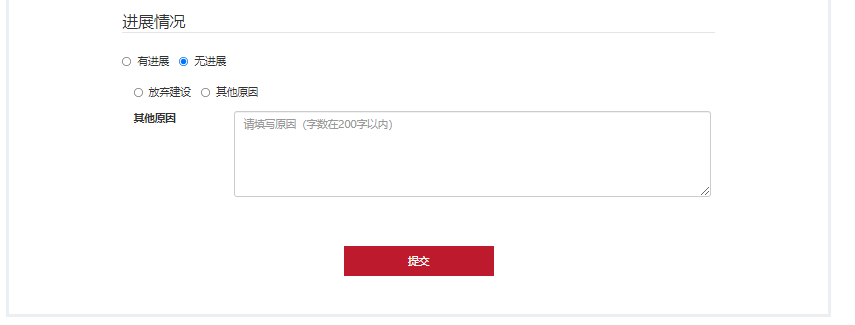 进展情况
有进展 无进展
放弃建设 其他原因
其他原因
请填写原因（字数在200字以内）
提交